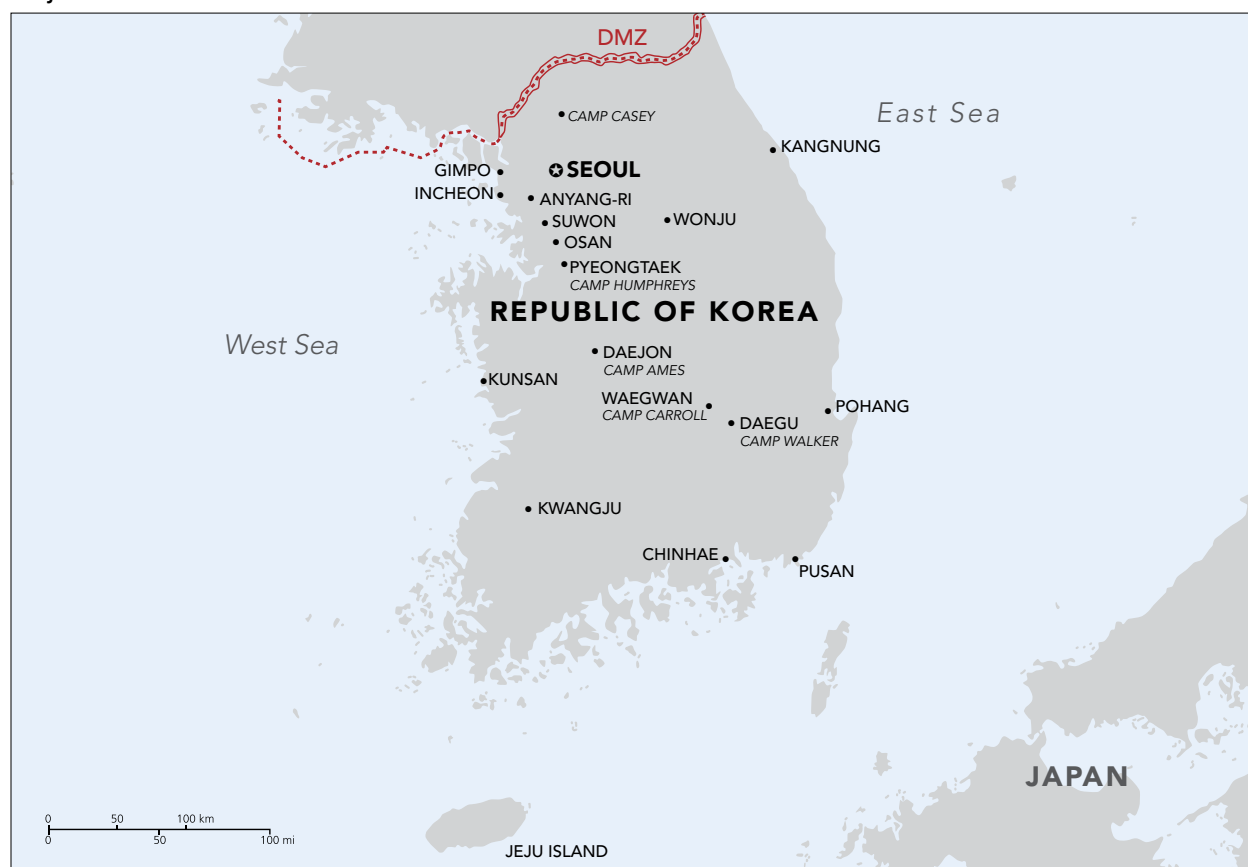 DMZ
CAMP CASEY
East Sea
KANGNUNG
GIMPO
SEOUL
INCHEON
ANYANG-RI
SUWON
WONJU
OSAN
PYEONGTAEK
CAMP HUMPHREYS
REPUBLIC OF KOREA
West Sea
DAEJON
CAMP AMES
KUNSAN
WAEGWAN
CAMP CARROLL
POHANG
DAEGU
CAMP WALKER
KWANGJU
CHINHAE
PUSAN
JAPAN
0 50 100 km
0 50 100 mi
JEJU ISLAND